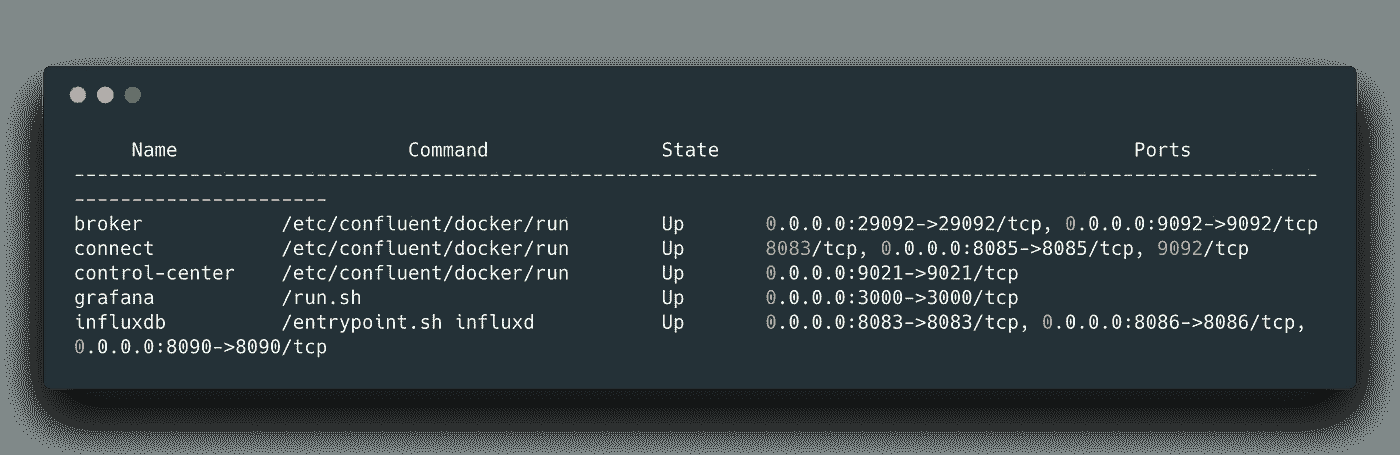 Name Command State Ports
--------------------------------------------------------------------------------------------------------------
----------------------
broker /etc/confluent/docker/run Up 0.0.0.0:29092->29092/tcp, 0.0.0.0:9092->9092/tcp
connect /etc/confluent/docker/run Up 8083/tcp, 0.0.0.0:8085->8085/tcp, 9092/tcp
control-center /etc/confluent/docker/run Up 0.0.0.0:9021->9021/tcp
grafana /run.sh Up 0.0.0.0:3000->3000/tcp
influxdb /entrypoint.sh influxd Up 0.0.0.0:8083->8083/tcp, 0.0.0.0:8086->8086/tcp,
0.0.0.0:8090->8090/tcp